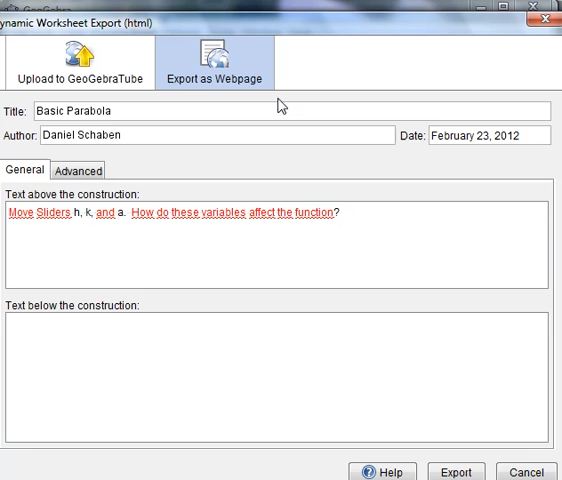 GeoGebra
ynamic Worksheet Export (html)
Upload to GeoGebraTube
Export as Webpage
Title: Basic Parabola
Author: Daniel Schaben Date: February 23, 2012
General Advanced
Text above the construction:
Move Sliders h, k, and a. How do these variables affect the function?
Text below the construction:
Help Export Cancel